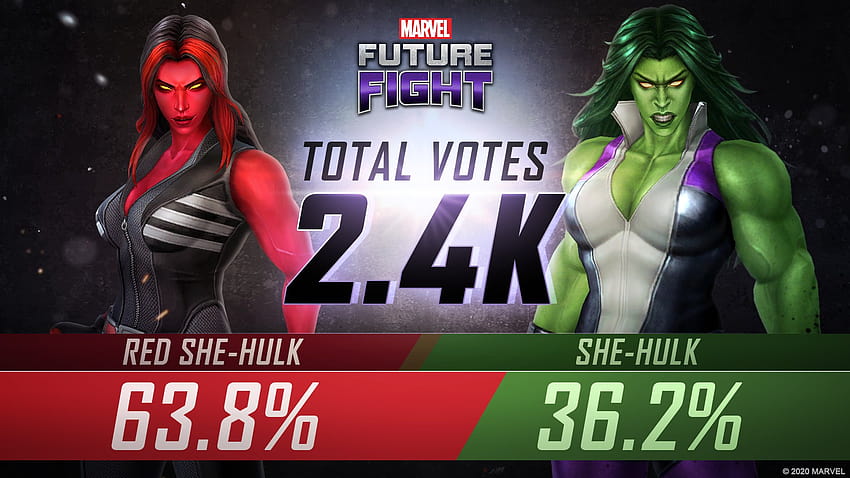 MARVEL
FUTURE
FIGHT
TOTAL VOTES
2.4K
RED SHE-HULK
SHE-HULK
63.8%
36.2%
© 2020 MARVEL